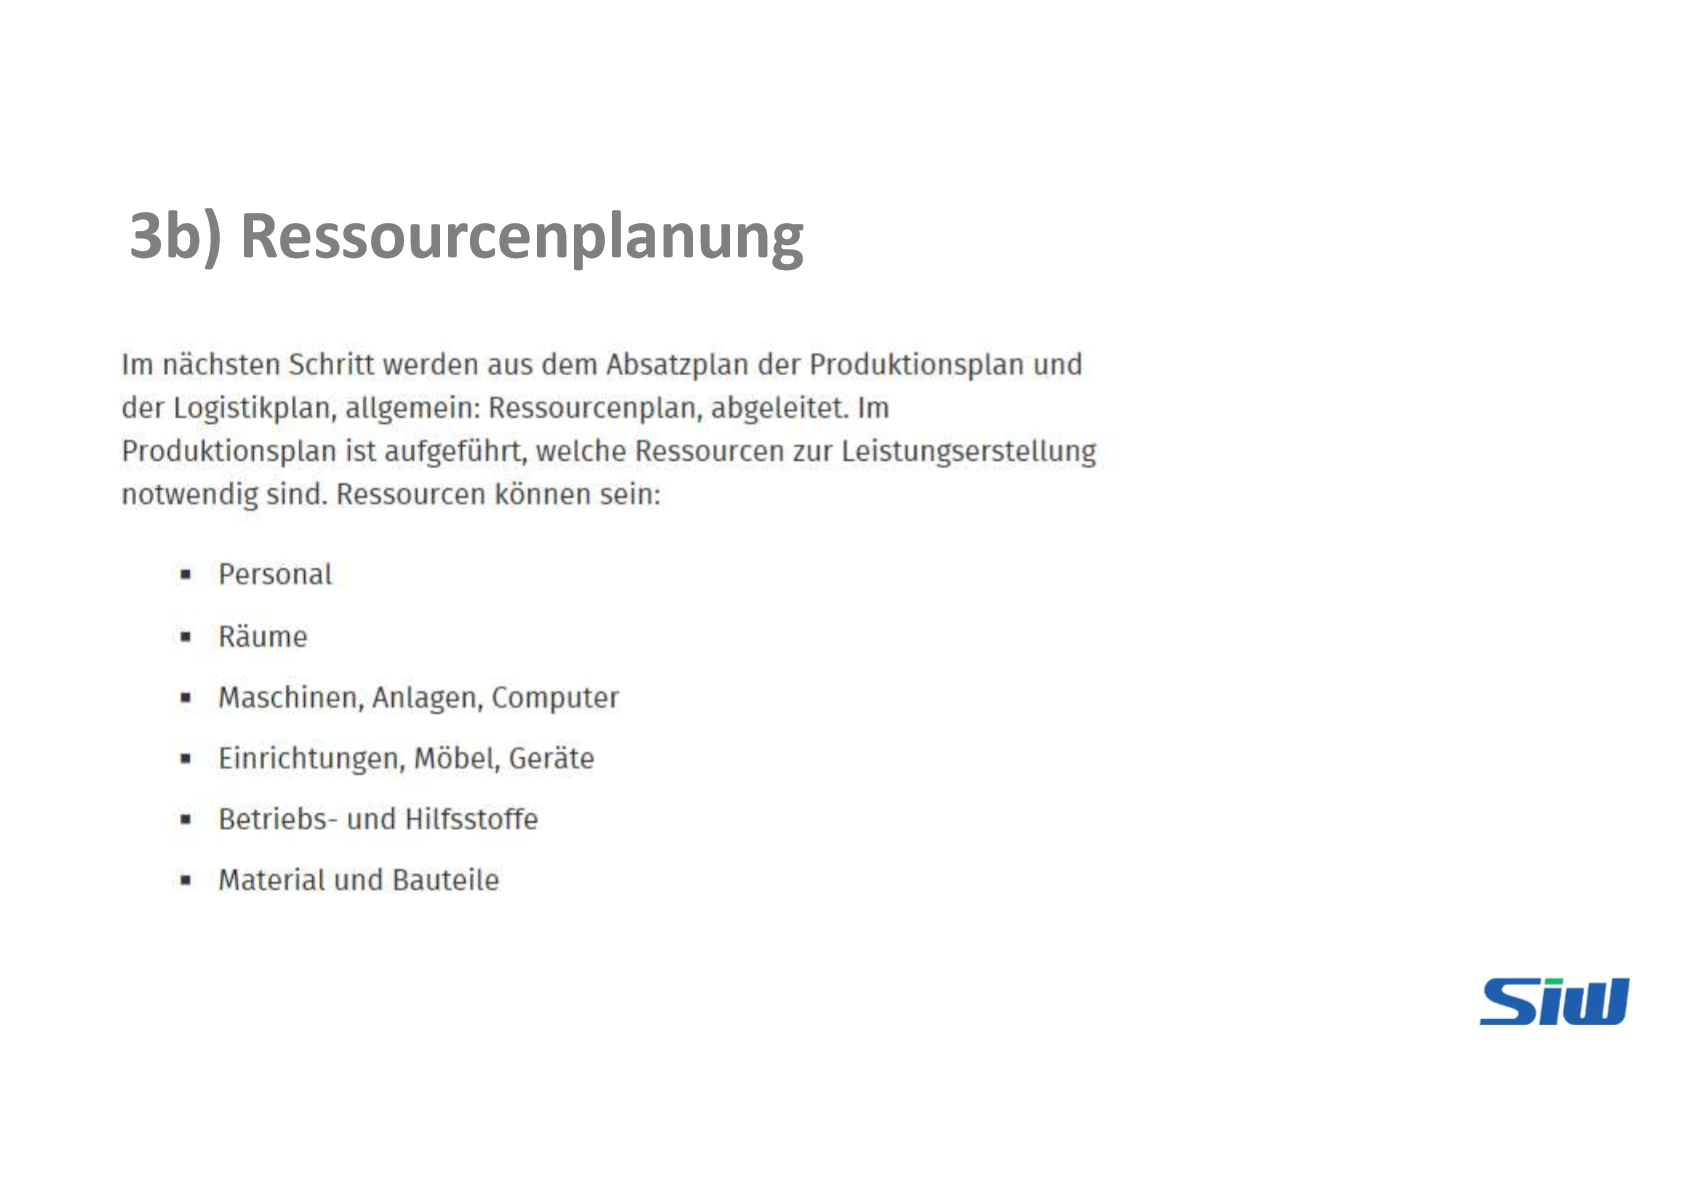 3b) Ressourcenplanung
Im nächsten Schritt werden aus dem Absatzplan der Produktionsplan und
der Logistikplan, allgemein: Ressourcenplan, abgeleitet. Im
Produktionsplan ist aufgeführt, welche Ressourcen zur Leistungserstellung
notwendig sind. Ressourcen können sein:
▪ Personal
▪ Räume
▪ Maschinen, Anlagen, Computer
▪ Einrichtungen, Möbel, Geräte
▪ Betriebs- und Hilfsstoffe
▪ Material und Bauteile
Siw